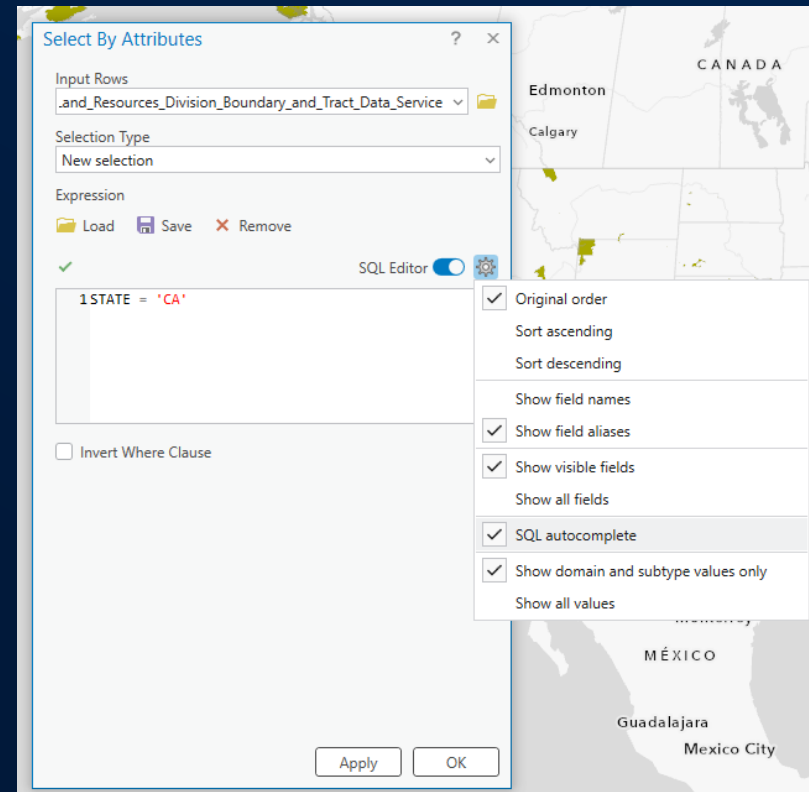 Select By Attributes ? ×
CANADA
Input Rows
.and_Resources_Division_Boundary_and_Tract_Data_Service
Edmonton
Selection Type
Calgary
New selection
Expression
Load Save Remove
SQL Editor
1 STATE = 'CA'
Original order
Sort ascending
Sort descending
Show field names
Show field aliases
Invert Where Clause
Show visible fields
Show all fields
SQL autocomplete
Show domain and subtype values only
Show all values
MÉXICO
Guadalajara
Mexico City
Apply OK